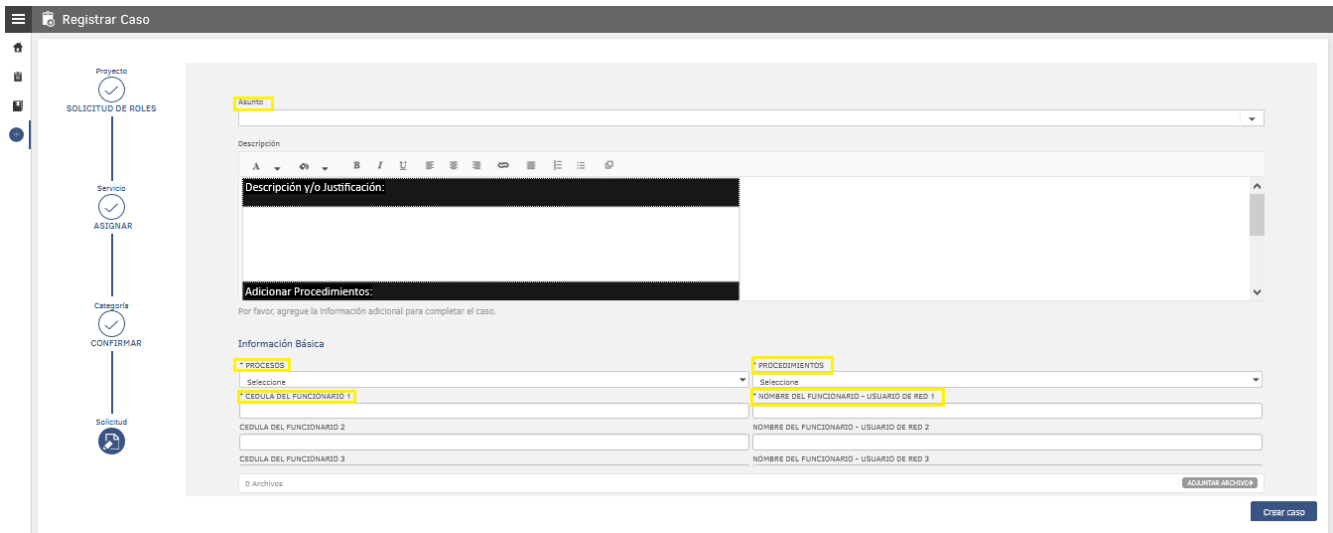 Registrar Caso
Proyecto
SOLICITUD DE ROLES
Servicio
ASIGNAR
Categoría
CONFIRMAR
Solicitud
Asunto
Descripción
A B I U
Descripción y/o Justificación:
Adicionar Procedimientos:
Por favor, agregue la información adicional para completar el caso.
Información Básica
* PROCESOS * PROCEDIMIENTOS
Seleccione Seleccione
* CEDULA DEL FUNCIONARIO 1 * NOMBRE DEL FUNCIONARIO - USUARIO DE RED 1
CEDULA DEL FUNCIONARIO 2 NOMBRE DEL FUNCIONARIO - USUARIO DE RED 2
CEDULA DEL FUNCIONARIO 3 NOMBRE DEL FUNCIONARIO - USUARIO DE RED 3
0 Archivos ADJUNTAR ARCHIVO
Crear caso